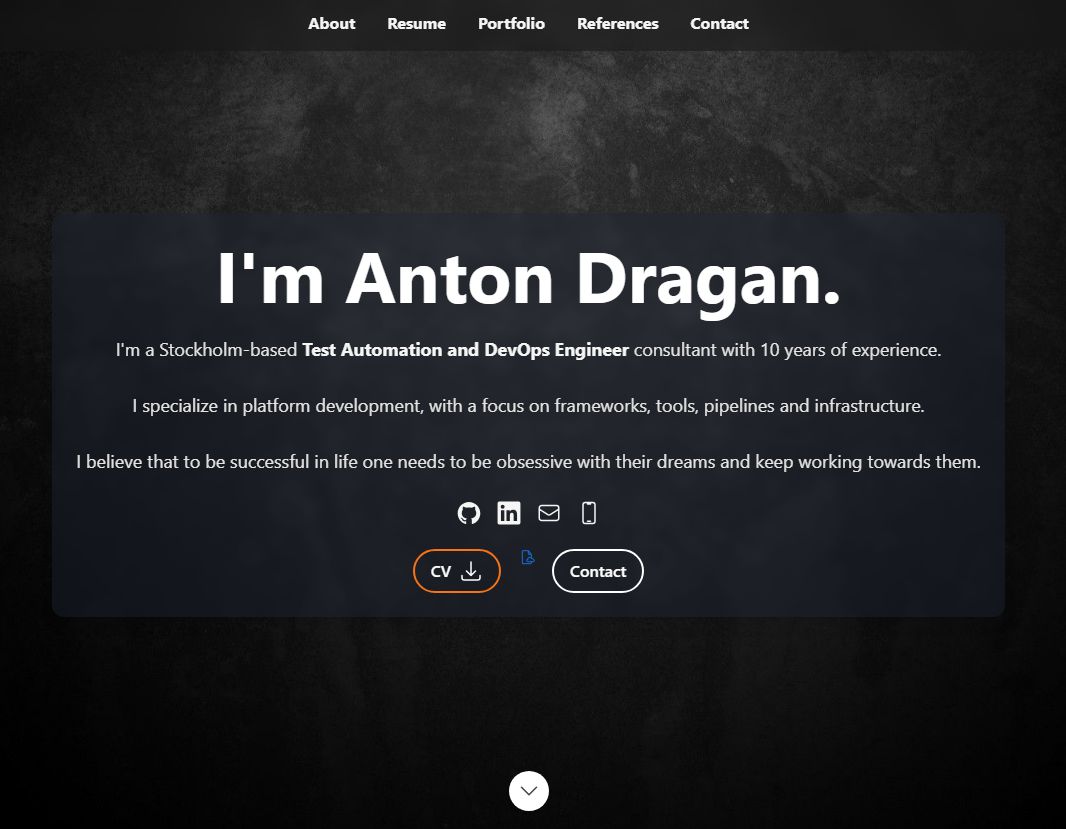 About Resume Portfolio References Contact
I'm Anton Dragan.
I'm a Stockholm-based Test Automation and DevOps Engineer consultant with 10 years of experience.
I specialize in platform development, with a focus on frameworks, tools, pipelines and infrastructure.
I believe that to be successful in life one needs to be obsessive with their dreams and keep working towards them.
in
CV Contact